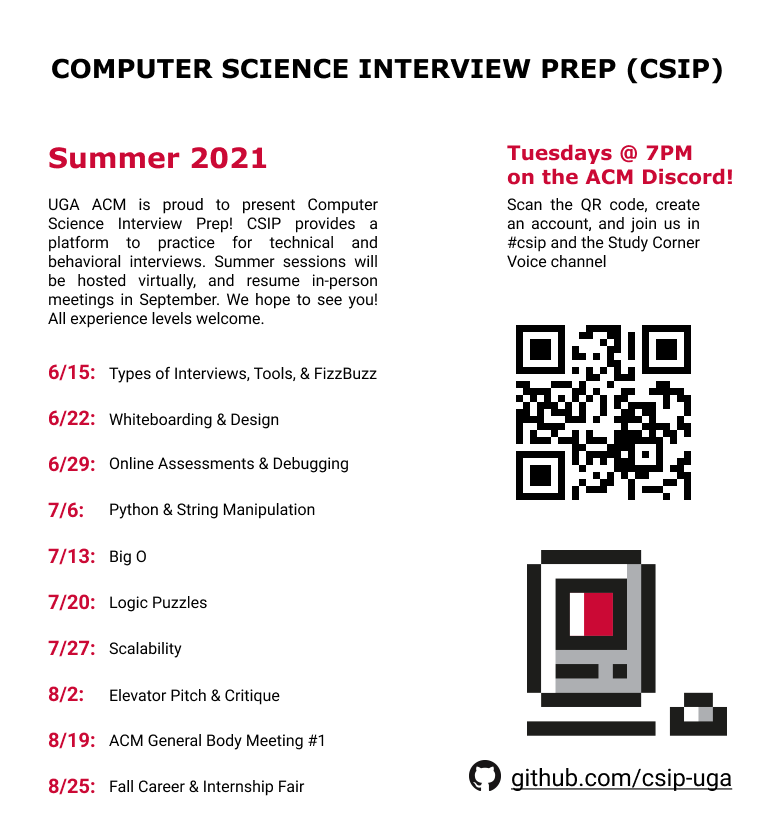 COMPUTER SCIENCE INTERVIEW PREP (CSIP)
Summer 2021
UGA ACM is proud to present Computer
Science Interview Prep! CSIP provides a
platform to practice for technical and
behavioral interviews. Summer sessions will
be hosted virtually, and resume in-person
meetings in September. We hope to see you!
All experience levels welcome.
6/15: Types of Interviews, Tools, & FizzBuzz
6/22: Whiteboarding & Design
6/29: Online Assessments & Debugging
7/6: Python & String Manipulation
7/13: Big O
7/20: Logic Puzzles
7/27: Scalability
8/2: Elevator Pitch & Critique
8/19: ACM General Body Meeting #1
8/25: Fall Career & Internship Fair
Tuesdays @ 7PM
on the ACM Discord!
Scan the QR code, create
an account, and join us in
#csip and the Study Corner
Voice channel
github.com/csip-uga